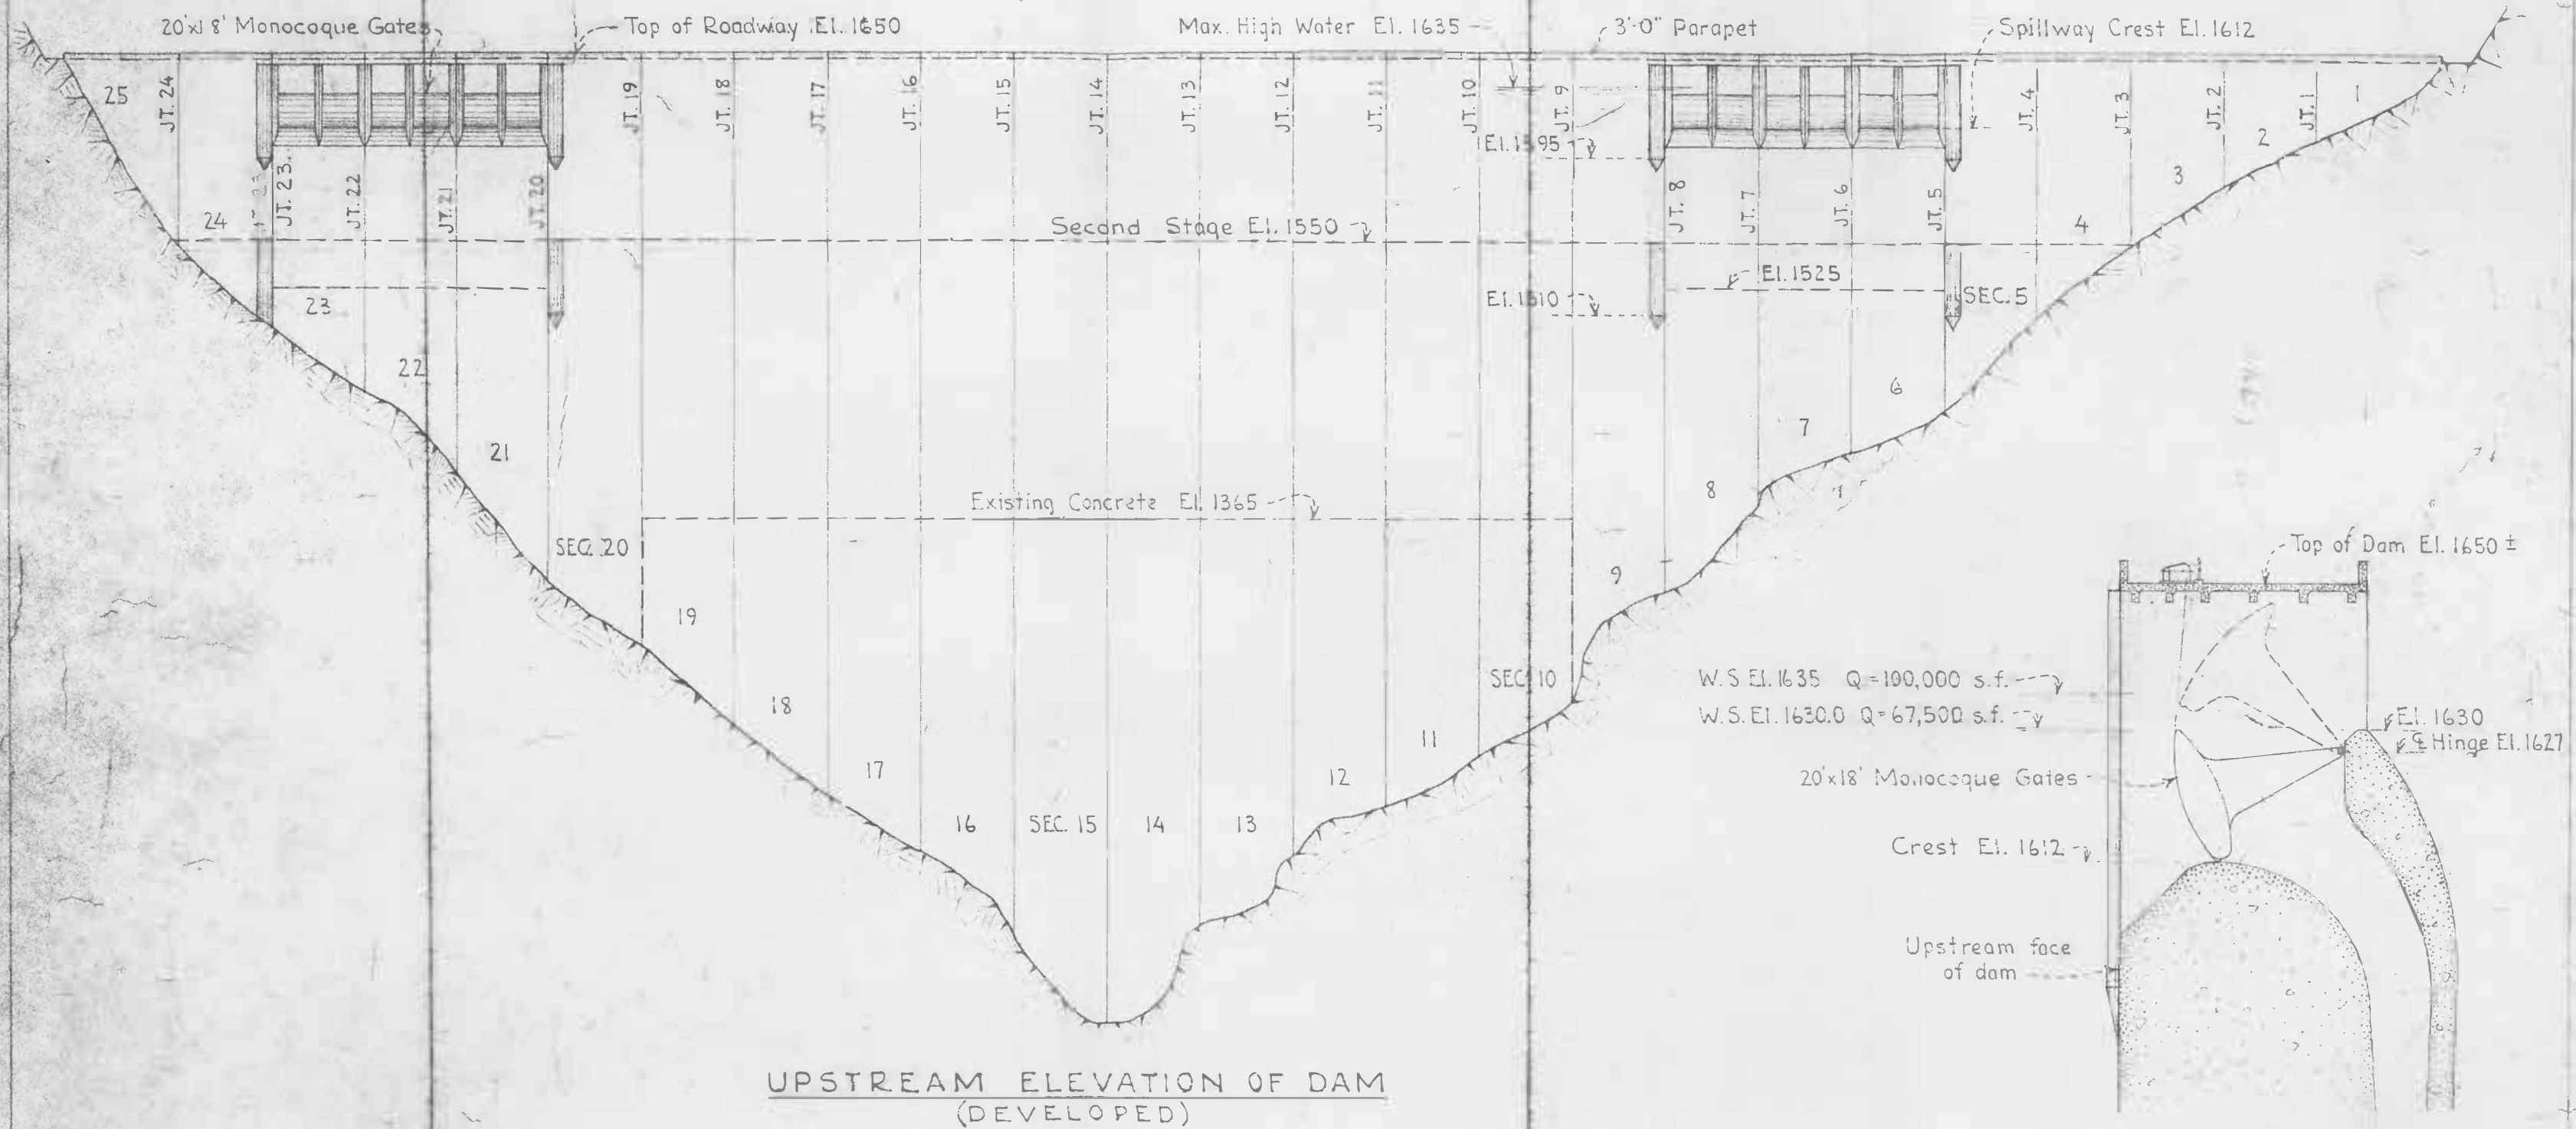 20'x18' Monocoque Gates
Top of Roadway El. 1650
Max. High Water El. 1635
3'-0" Parapet
Spillway Crest El. 1612
25
JT. 24
JT. 19
JT. 18
JT. 17
JT. 16
JT. 15
JT. 14
JT. 13
JT. 12
JT. 11
JT. 10
JT. 9
JT. 4
JT. 3
JT. 2
JT. 1
1
2
3
El. 1595
24
JT. 23
JT. 23.
JT. 22
JT. 21
JT. 20
JT. 8
JT. 7
JT. 6
JT. 5
4
Second Stage El. 1550
El. 1525
El. 1510
SEC. 5
23
22
21
6
7
8
9
Existing Concrete El. 1365
SEC. 20
19
18
17
16
SEC. 15
14
13
12
11
SEC. 10
Top of Dam El. 1650 ±
W.S El. 1635 Q=100,000 s.f.
W.S. El. 1630.0 Q=67,500 s.f.
El. 1630
℄ Hinge El. 1627
20'x18' Monocoque Gates
Crest El. 1612
Upstream face
of dam
UPSTREAM ELEVATION OF DAM
(DEVELOPED)